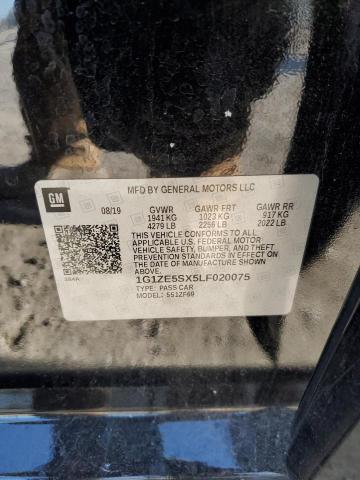 MFD BY GENERAL MOTORS LLC
GM
08/19 GVWR GAWR FRT GAWR RR
1941 KG 1023 KG 917 KG
4279 LB 2256 LB 2022 LB
THIS VEHICLE CONFORMS TO ALL
APPLICABLE U.S. FEDERAL MOTOR
VEHICLE SAFETY, BUMPER, AND THEFT
PREVENTION STANDARDS IN EFFECT ON
THE DATE OF MANUFACTURE SHOWN ABOVE.
1G1ZE5SX5LF020075
TYPE: PASS CAR
MODEL: 1ZF69